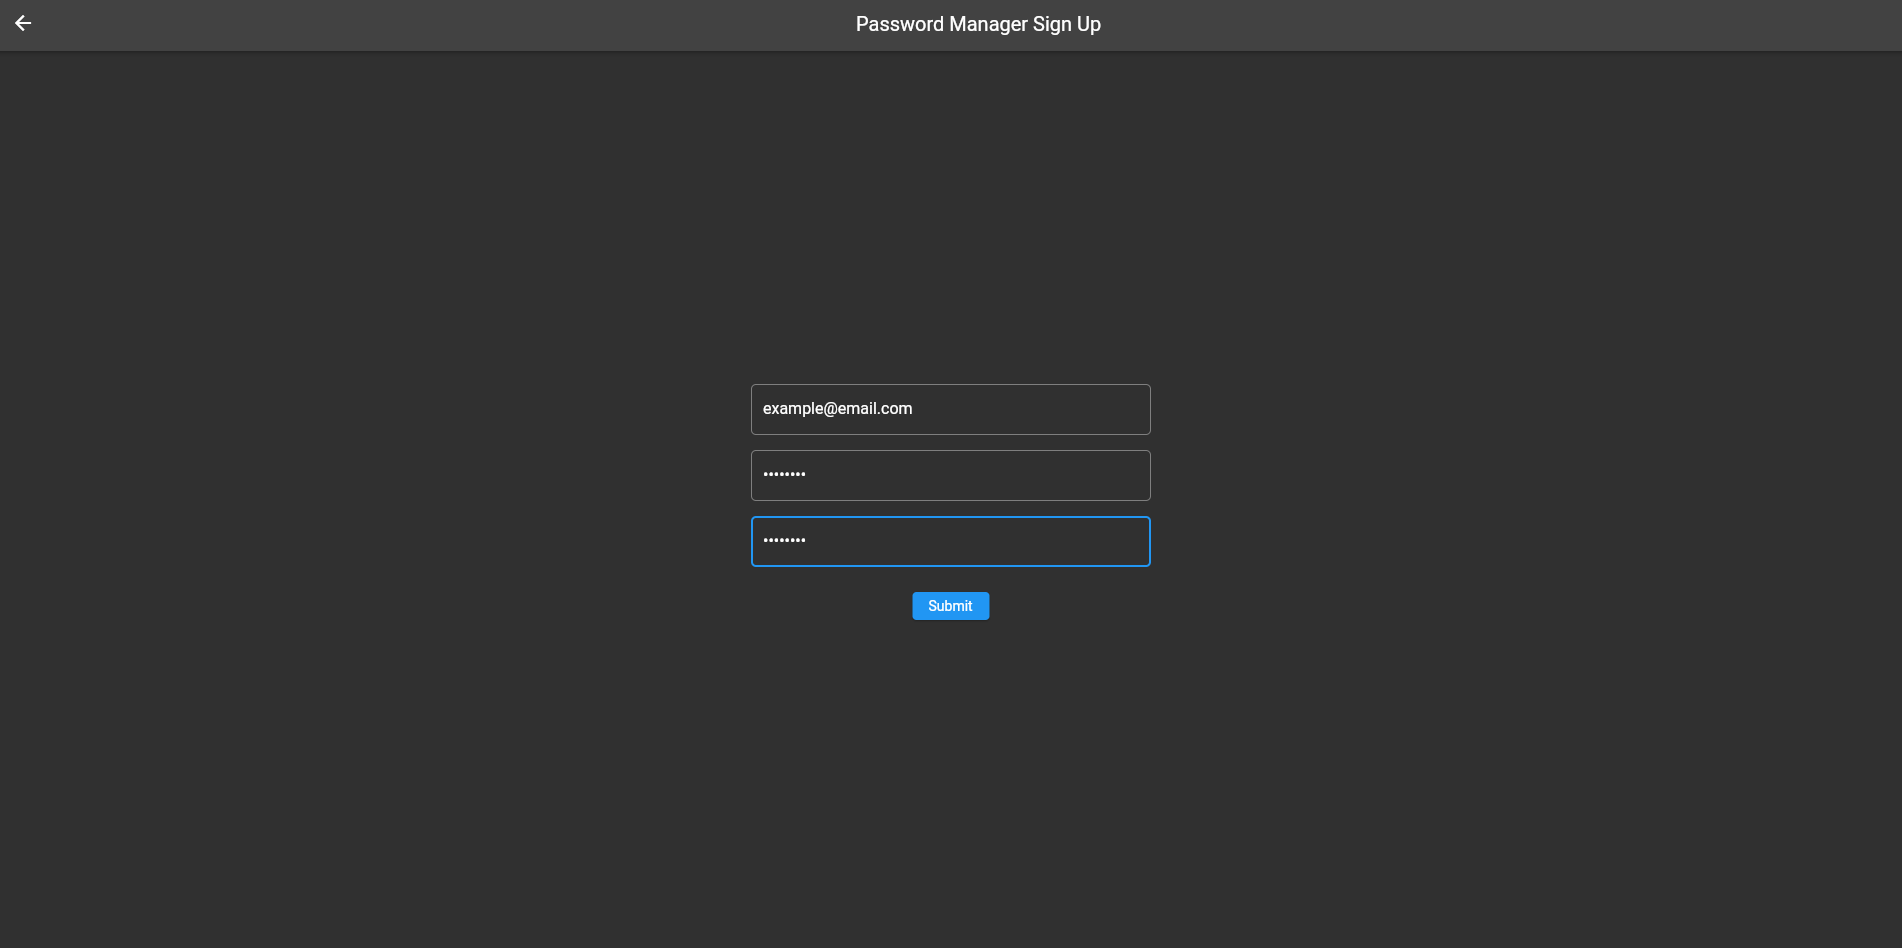 Password Manager Sign Up
example@email.com
••••••••
••••••••
Submit